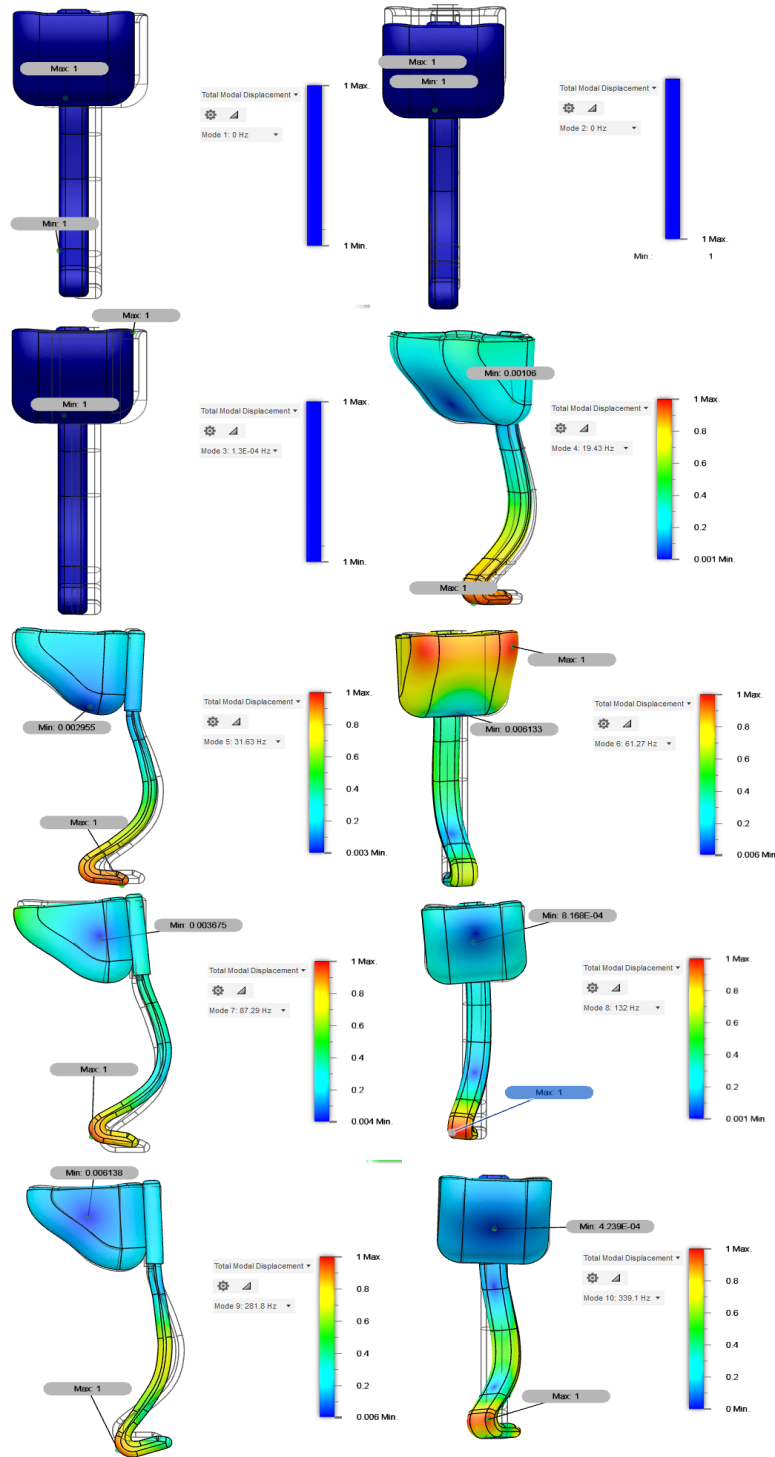 Max: 1
Min: 1
Total Modal Displacement
Mode 1: 0 Hz
1 Max.
1 Min.
Max: 1
Min: 1
Total Modal Displacement
Mode 2: 0 Hz
1 Max.
Min.: 1
Max: 1
Min: 1
Total Modal Displacement
Mode 3: 1.3E-04
1 Max.
1 Min.
Min: 0.00106
Max: 1
Total Modal Displacement
Mode 4: 19.43 Hz
1 Max.
0.8
0.6
0.4
0.2
0.001 Min.
Min: 0.002955
Max: 1
Total Modal Displacement
Mode 5: 31.63 Hz
1 Max.
0.8
0.6
0.4
0.2
0.003 Min.
Max: 1
Min: 0.006133
Total Modal Displacement
Mode 6: 61.27 Hz
1 Max.
0.8
0.6
0.4
0.2
0.006 Min.
Min: 0.003675
Max: 1
Total Modal Displacement
Mode 7: 87.29 Hz
1 Max.
0.8
0.6
0.4
0.2
0.004 Min.
Min: 8.168E-04
Max: 1
Total Modal Displacement
Mode 8: 132 Hz
1 Max.
0.8
0.6
0.4
0.2
0.001 Min.
Min: 0.006138
Max: 1
Total Modal Displacement
Mode 9: 281.8 Hz
1 Max.
0.8
0.6
0.4
0.2
0.006 Min.
Min: 4.239E-04
Max: 1
Total Modal Displacement
Mode 10: 339.1 Hz
1 Max.
0.8
0.6
0.4
0.2
0 Min.